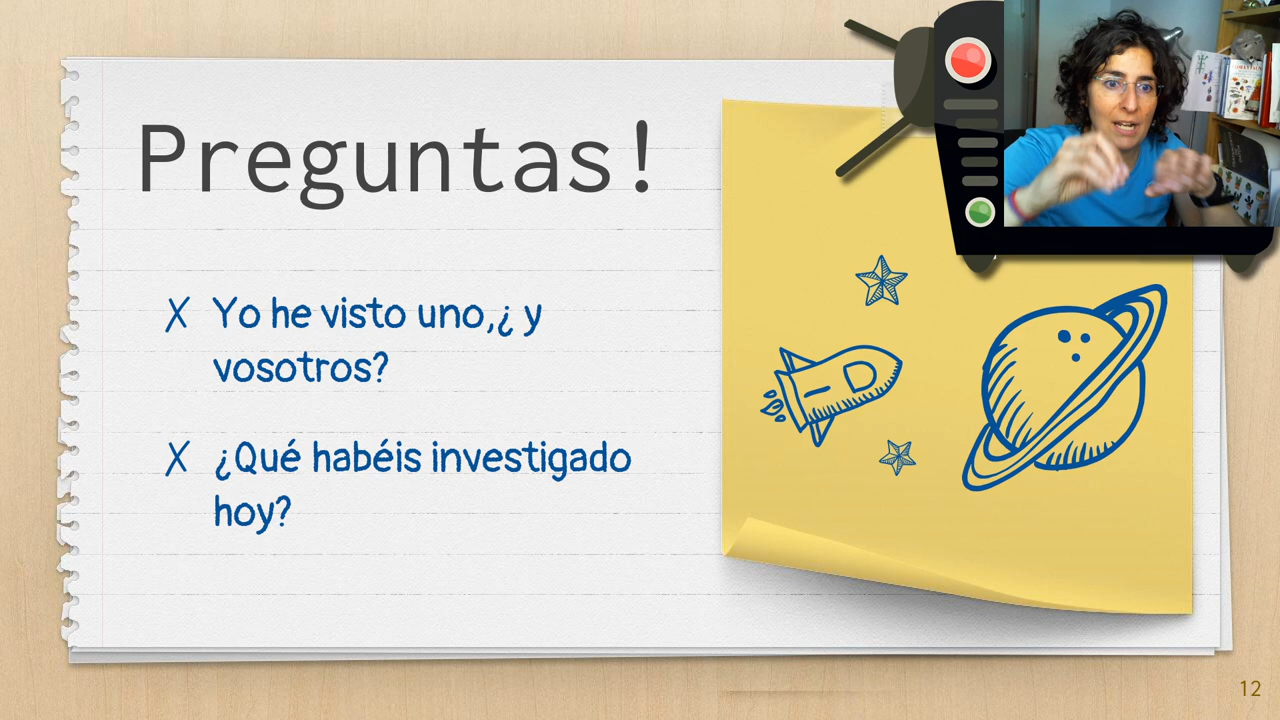 Preguntas!
X Yo he visto uno,¿ y
vosotros?
X ¿Qué habéis investigado
hoy?
12